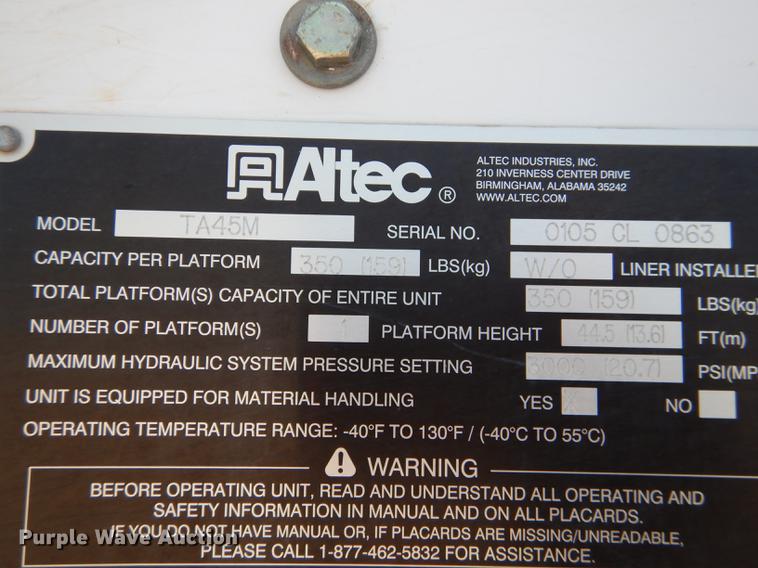 Altec ®
ALTEC INDUSTRIES, INC.
210 INVERNESS CENTER DRIVE
BIRMINGHAM, ALABAMA 35242
WWW.ALTEC.COM
MODEL TA45M SERIAL NO. 0105 CL 0863
CAPACITY PER PLATFORM 350 (159) LBS(kg) W/O LINER INSTALLE
TOTAL PLATFORM(S) CAPACITY OF ENTIRE UNIT 350 (159) LBS(kg)
NUMBER OF PLATFORM(S) 1 PLATFORM HEIGHT 44.5 (13.6) FT(m)
MAXIMUM HYDRAULIC SYSTEM PRESSURE SETTING 3000 (20.7) PSI(MP
UNIT IS EQUIPPED FOR MATERIAL HANDLING YES X NO
OPERATING TEMPERATURE RANGE: -40°F TO 130°F / (-40°C TO 55°C)
WARNING
BEFORE OPERATING UNIT, READ AND UNDERSTAND ALL OPERATING AND
SAFETY INFORMATION IN MANUAL AND ON ALL PLACARDS.
IF YOU DO NOT HAVE MANUAL OR, IF PLACARDS ARE MISSING/UNREADABLE,
PLEASE CALL 1-877-462-5832 FOR ASSISTANCE.
Purple Wave Auction